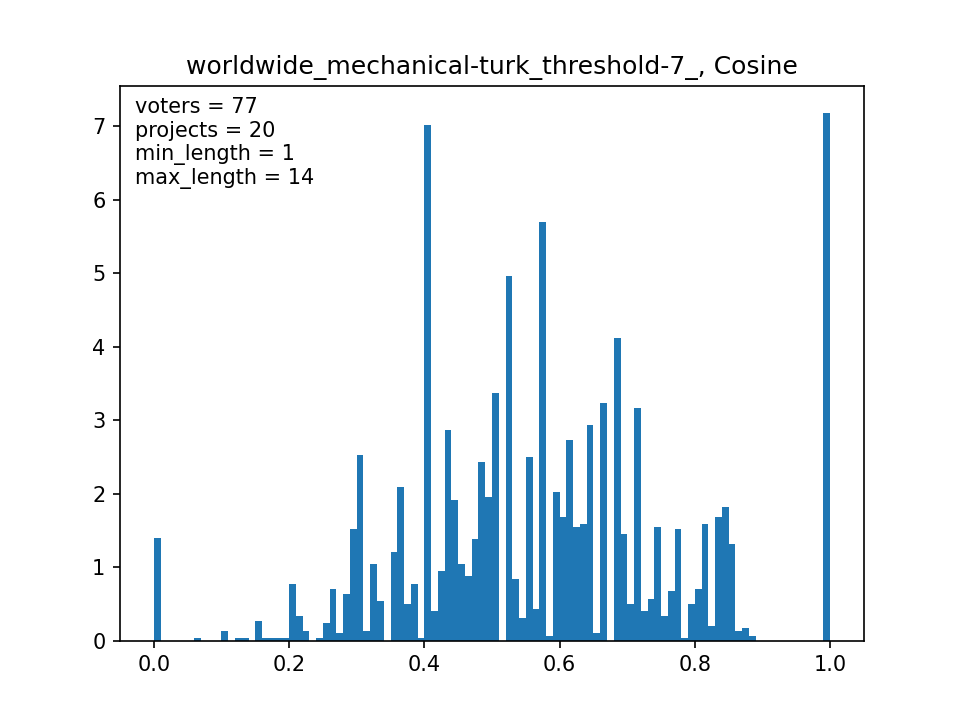 worldwide_mechanical-turk_threshold-7_, Cosine
voters = 77
projects = 20
min_length = 1
max_length = 14
7
6
5
4
3
2
1
0
0.0 0.2 0.4 0.6 0.8 1.0